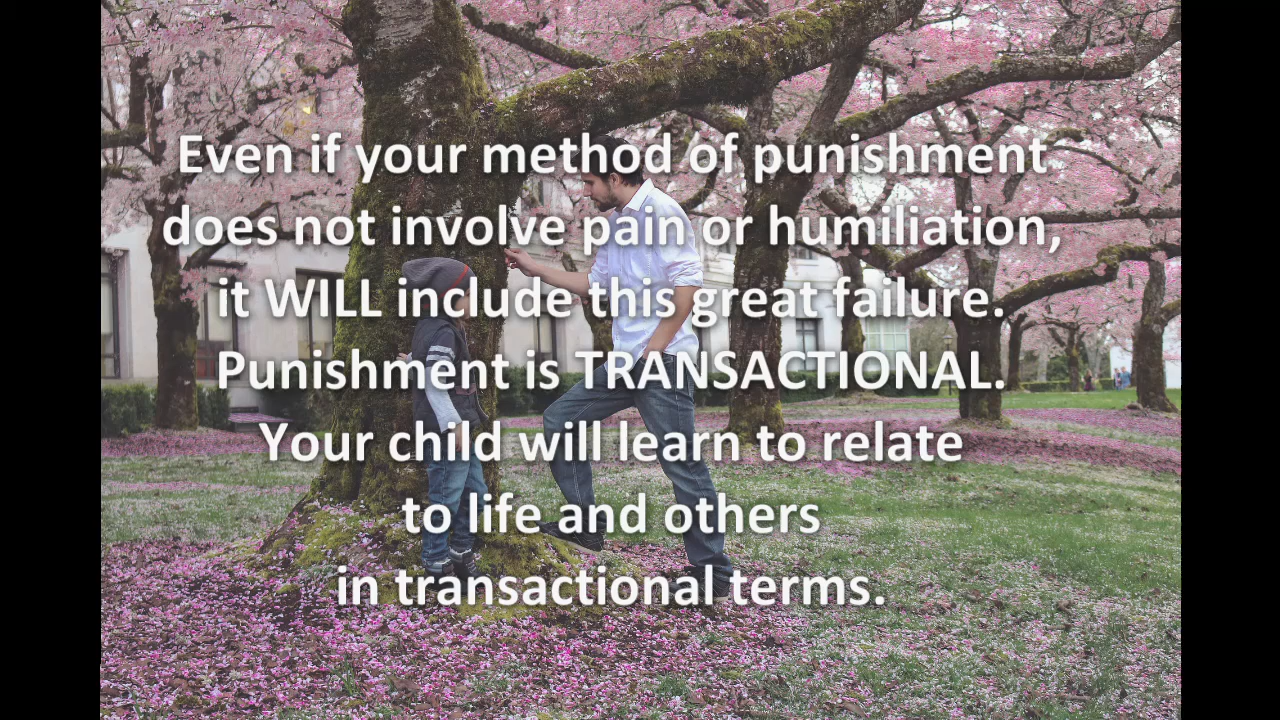 Even if your method of punishment
does not involve pain or humiliation,
it WILL include this great failure.
Punishment is TRANSACTIONAL.
Your child will learn to relate
to life and others
in transactional terms.